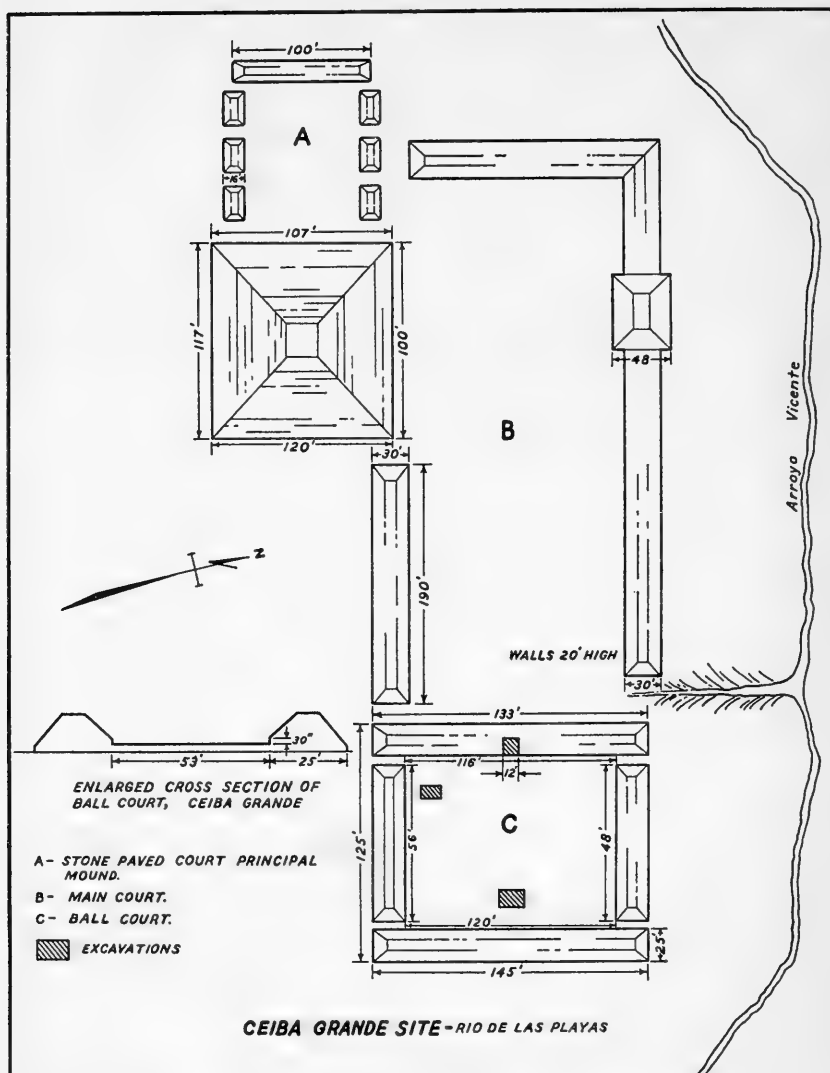 100'
A
16
107'
117'
100'
120'
48
B
Arroyo Vicente
30'
190'
N
WALLS 20' HIGH
30'
133'
116'
12'
30"
53'
25'
ENLARGED CROSS SECTION OF
BALL COURT, CEIBA GRANDE
C
125'
56'
48'
A- STONE PAVED COURT PRINCIPAL
MOUND.
B- MAIN COURT.
C- BALL COURT.
EXCAVATIONS
120'
25'
145'
CEIBA GRANDE SITE-RIO DE LAS PLAYAS